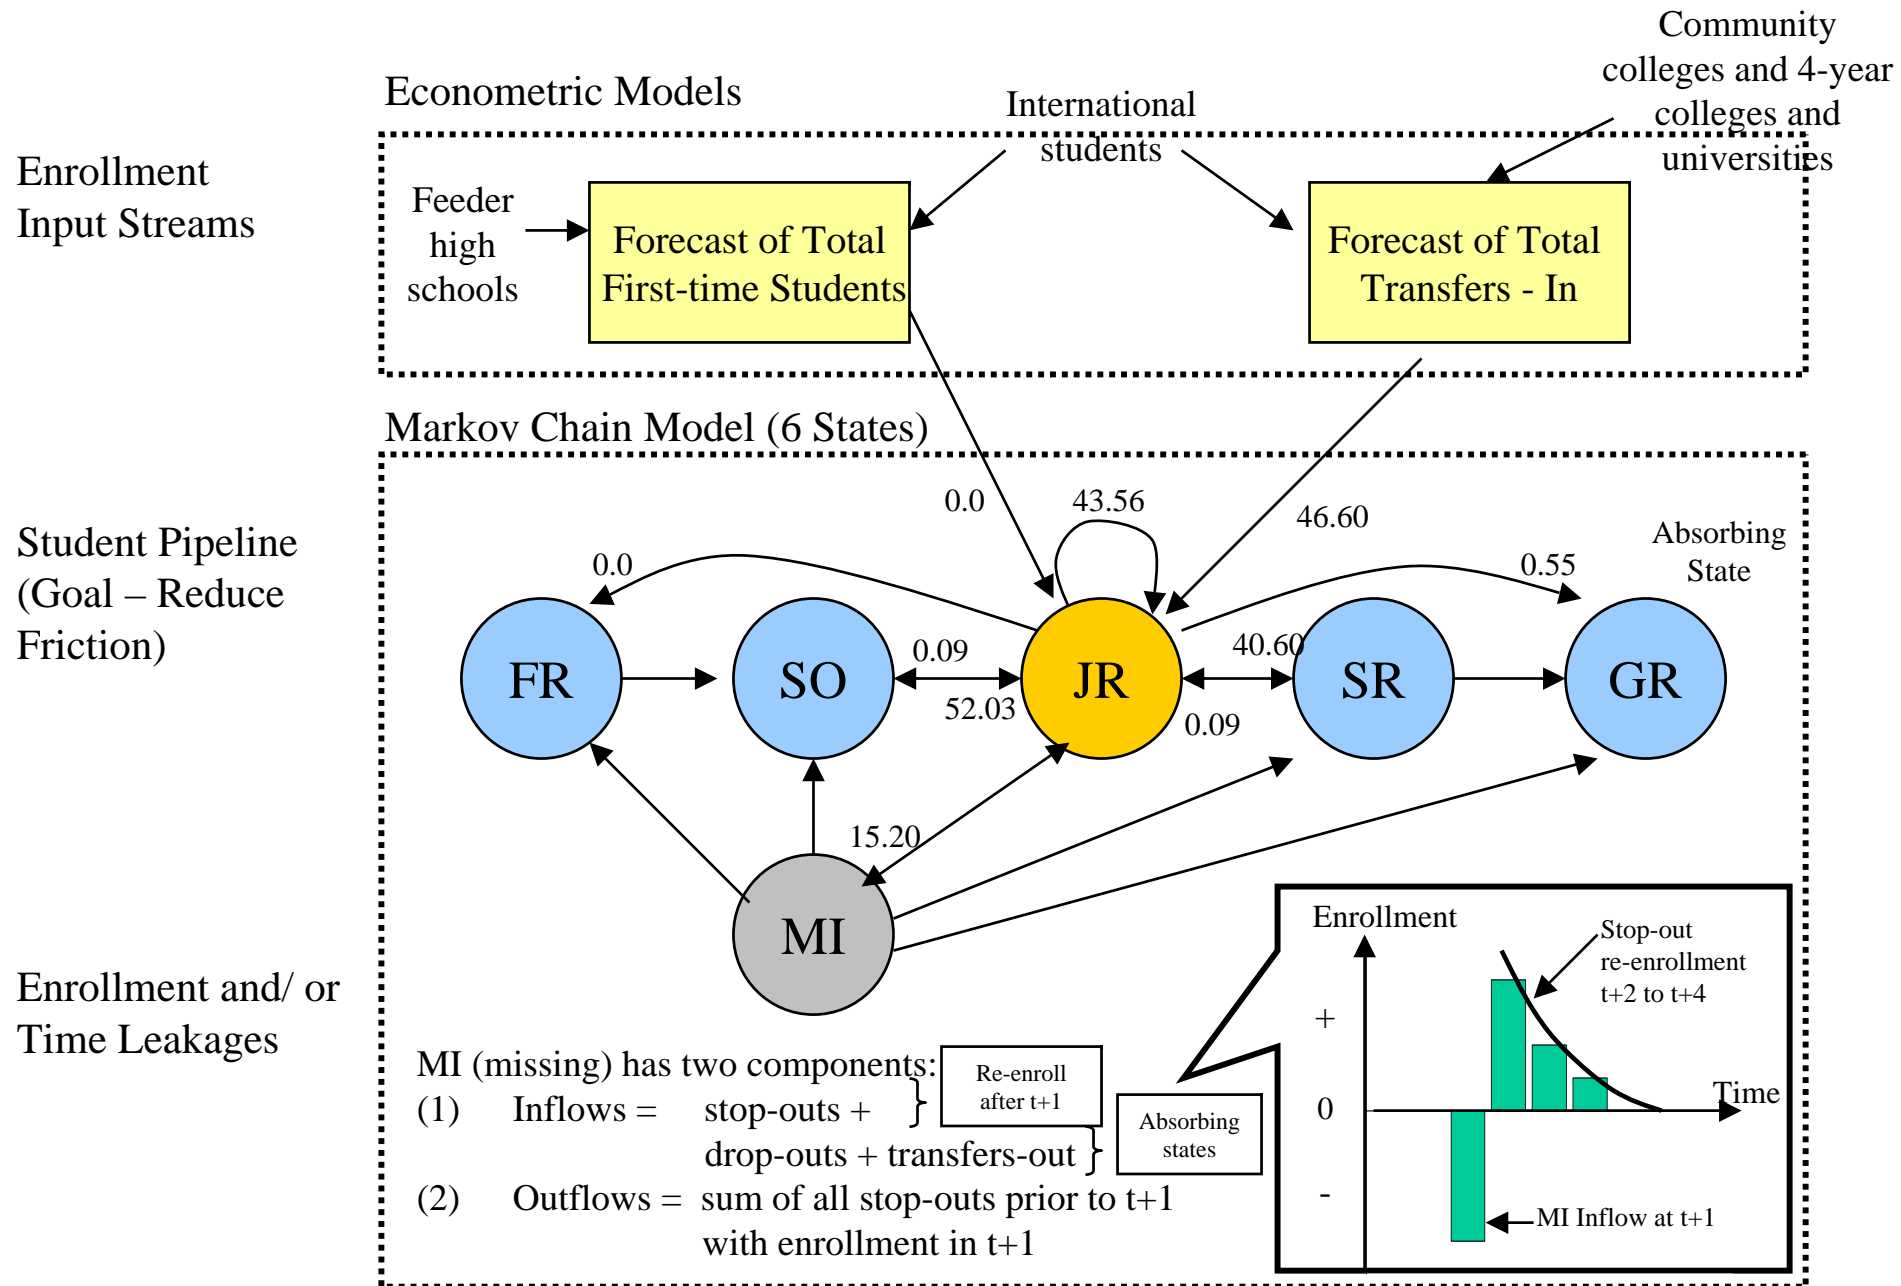 Community
colleges and 4-year
colleges and
universities
Econometric Models
International
students
Enrollment
Input Streams
Feeder
high
schools
Forecast of Total
First-time Students
Forecast of Total
Transfers - In
Markov Chain Model (6 States)
Student Pipeline
(Goal – Reduce
Friction)
0.0
43.56
46.60
Absorbing
State
0.0
0.55
FR
SO
0.09
52.03
JR
40.60
0.09
SR
GR
15.20
MI
Enrollment and/ or
Time Leakages
MI (missing) has two components:
(1) Inflows = stop-outs +
drop-outs + transfers-out
(2) Outflows = sum of all stop-outs prior to t+1
with enrollment in t+1
Re-enroll
after t+1
Absorbing
states
Enrollment
Stop-out
re-enrollment
t+2 to t+4
+
Time
0
-
MI Inflow at t+1